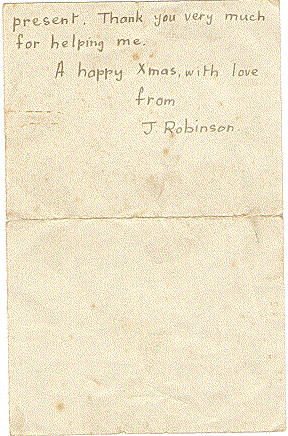 present. Thank you very much
for helping me.
A happy Xmas, with love
from
J. Robinson.